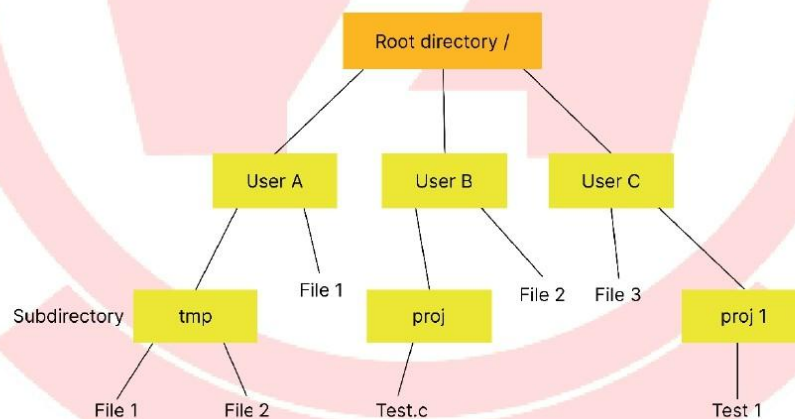 Root directory /
User A
User B
User C
File 1
File 2
File 3
Subdirectory
tmp
proj
proj 1
File 1
File 2
Test.c
Test 1